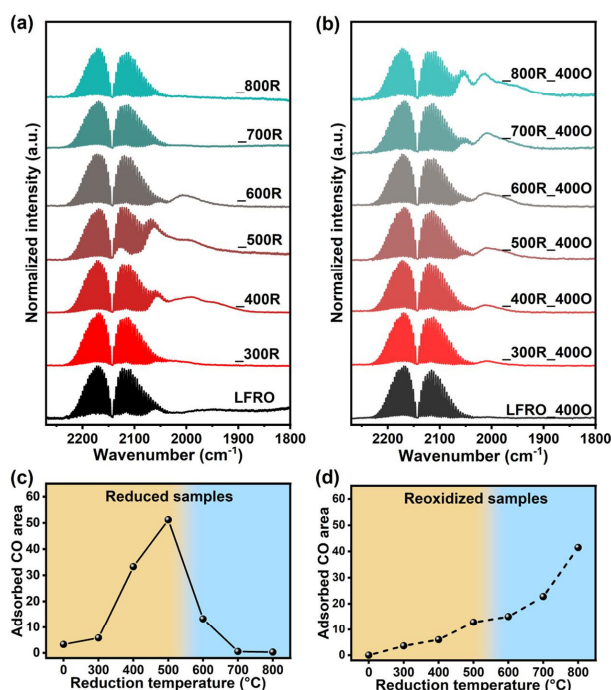 (a)
Normalized intensity (a.u.)
_800R
_700R
_600R
_500R
_400R
_300R
LFRO
2200 2100 2000 1900 1800
Wavenumber (cm⁻¹)
(b)
Normalized intensity (a.u.)
_800R_400O
_700R_400O
_600R_400O
_500R_400O
_400R_400O
_300R_400O
LFRO_400O
2200 2100 2000 1900 1800
Wavenumber (cm⁻¹)
(c)
Reduced samples
Adsorbed CO area
60
50
40
30
20
10
0
0 300 400 500 600 700 800
Reduction temperature (°C)
(d)
Reoxidized samples
Adsorbed CO area
60
50
40
30
20
10
0
0 300 400 500 600 700 800
Reduction temperature (°C)